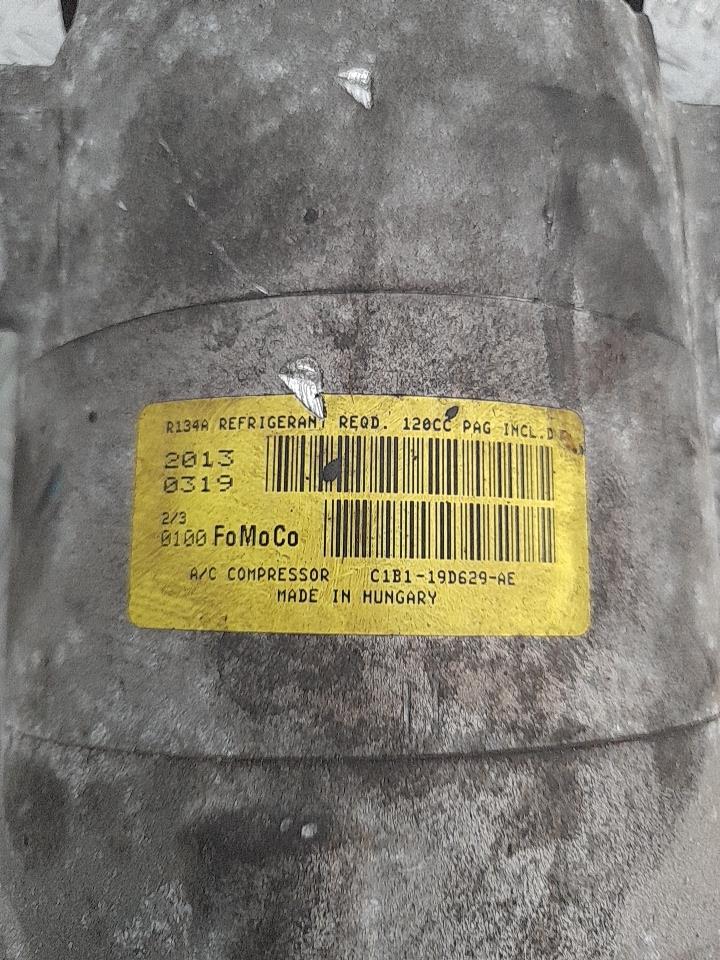 R134A REFRIGERANT REQD. 120CC PAG INCL.
2013
0319
2/3
0100 FoMoCo
A/C COMPRESSOR C1B1-19D629-AE
MADE IN HUNGARY